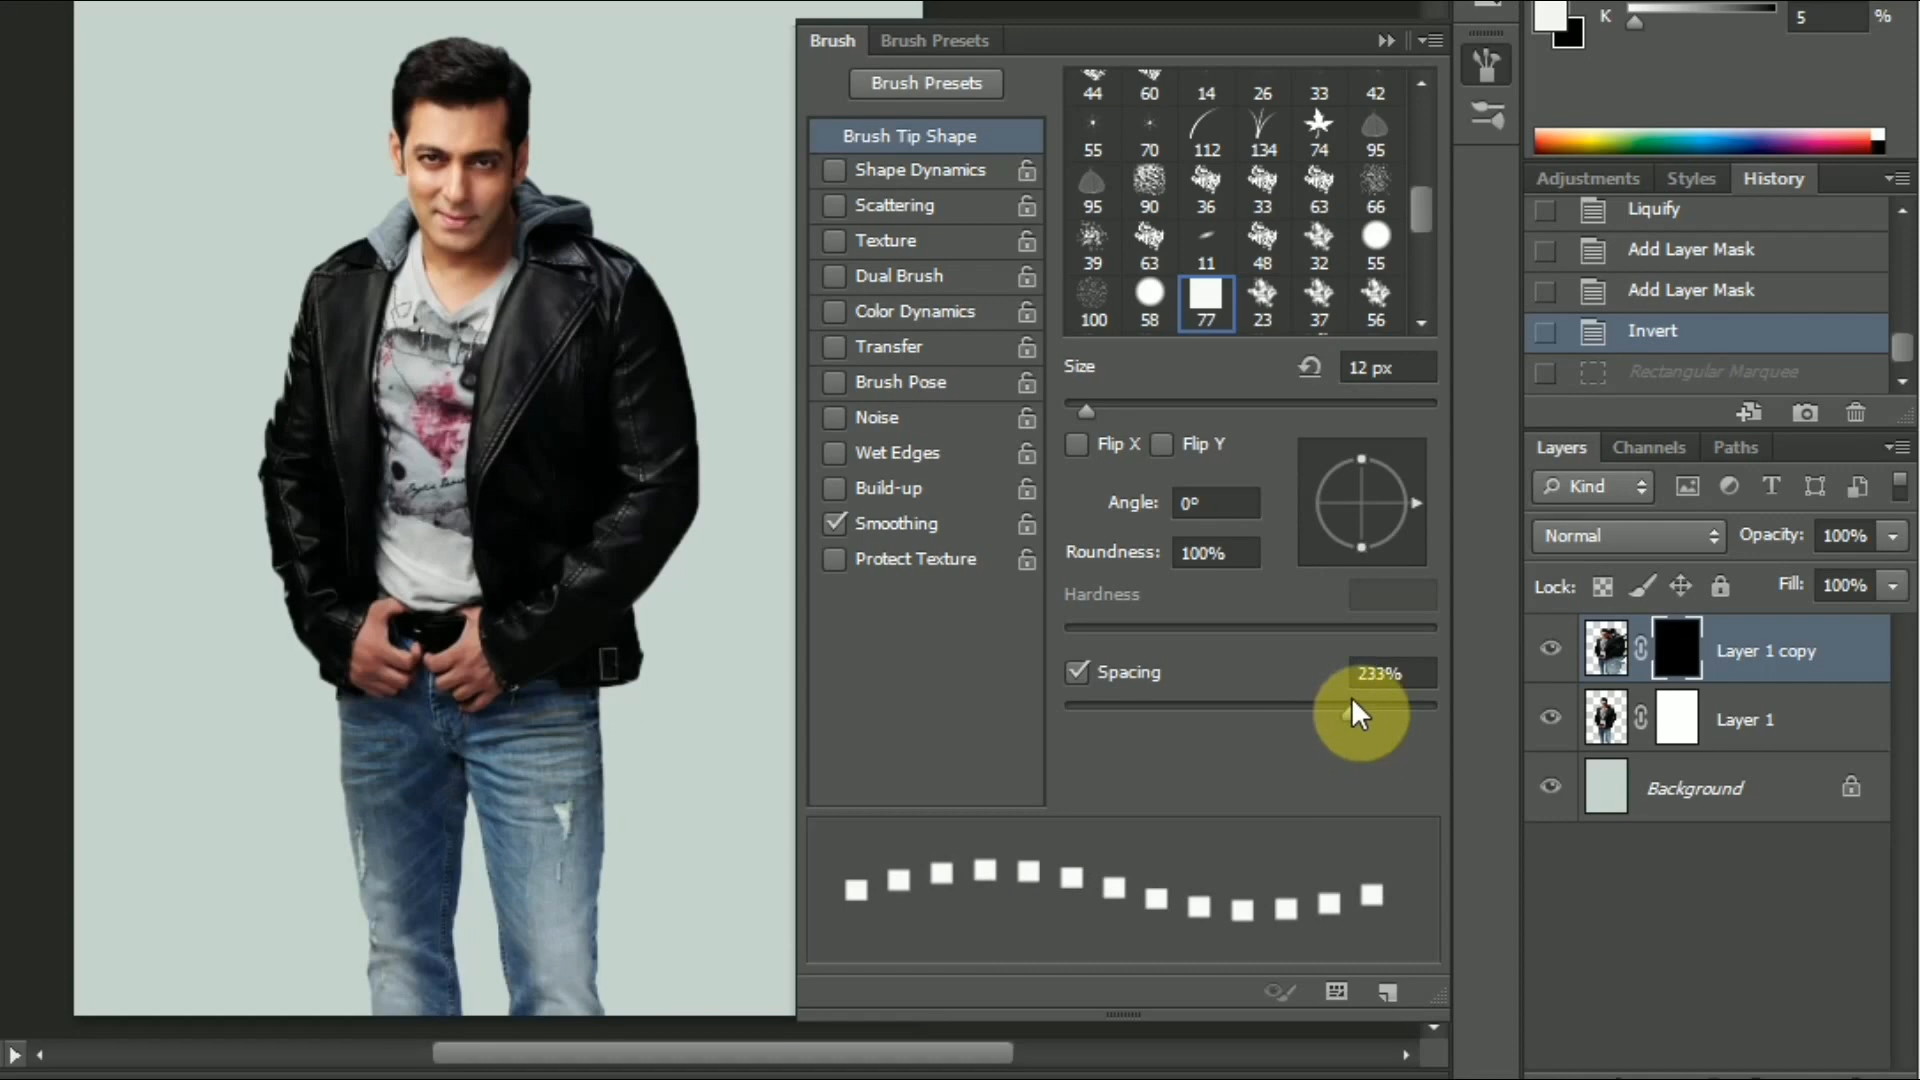 Brush Brush Presets
Brush Presets
Brush Tip Shape
Shape Dynamics
Scattering
Texture
Dual Brush
Color Dynamics
Transfer
Brush Pose
Noise
Wet Edges
Build-up
Smoothing
Protect Texture
44 60 14 26 33 42
55 70 112 134 74 95
95 90 36 33 63 66
39 63 11 48 32 55
100 58 77 23 37 56
Size 12 px
Flip X Flip Y
Angle: 0º
Roundness: 100%
Hardness
Spacing 233%
K 5 %
Adjustments Styles History
Liquify
Add Layer Mask
Add Layer Mask
Invert
Rectangular Marquee
Layers Channels Paths
Kind
Normal Opacity: 100%
Lock: Fill: 100%
Layer 1 copy
Layer 1
Background